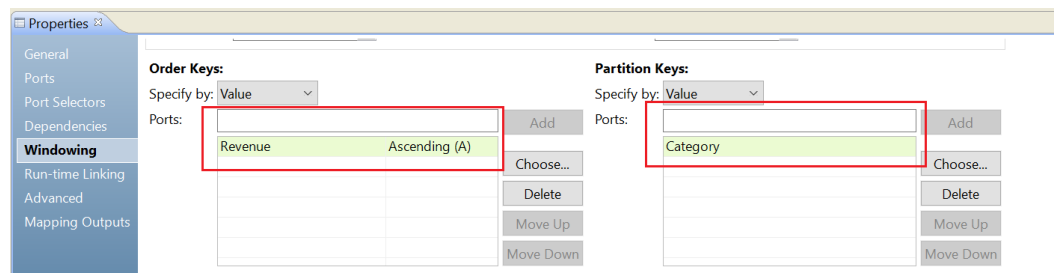 Properties
General
Ports
Port Selectors
Dependencies
Windowing
Run-time Linking
Advanced
Mapping Outputs
Order Keys:
Specify by: Value
Ports:
Add
Revenue Ascending (A)
Choose...
Delete
Move Up
Move Down
Partition Keys:
Specify by: Value
Ports:
Add
Category
Choose...
Delete
Move Up
Move Down